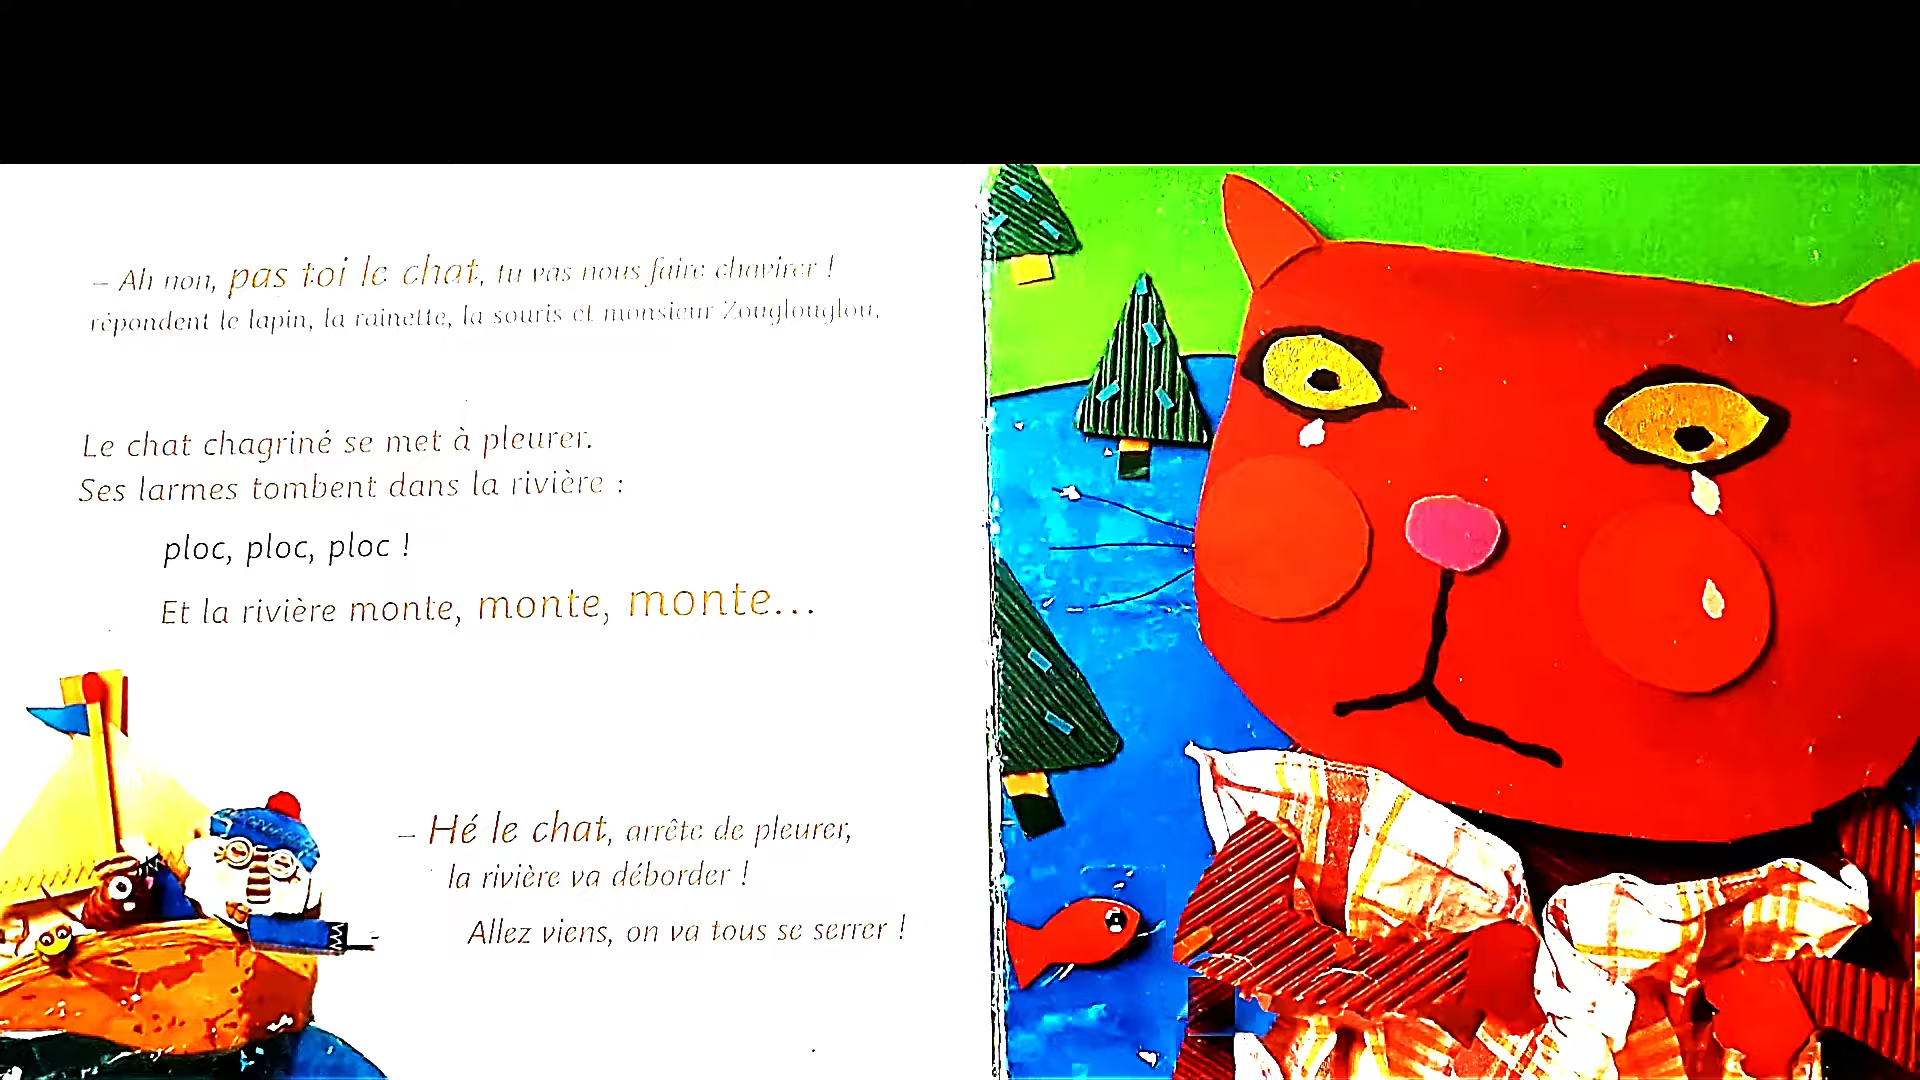 – Ah non, pas toi le chat, tu vas nous faire chavirer !
répondent le lapin, la rainette, la souris et monsieur Zouglouglou.
Le chat chagriné se met à pleurer.
Ses larmes tombent dans la rivière :
ploc, ploc, ploc !
Et la rivière monte, monte, monte...
– Hé le chat, arrête de pleurer,
la rivière va déborder !
Allez viens, on va tous se serrer !